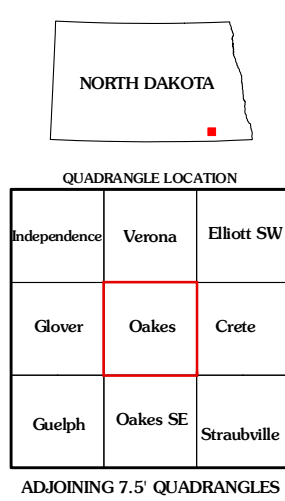 NORTH DAKOTA
QUADRANGLE LOCATION
Independence Verona Elliott SW
Glover Oakes Crete
Guelph Oakes SE Straubville
ADJOINING 7.5' QUADRANGLES